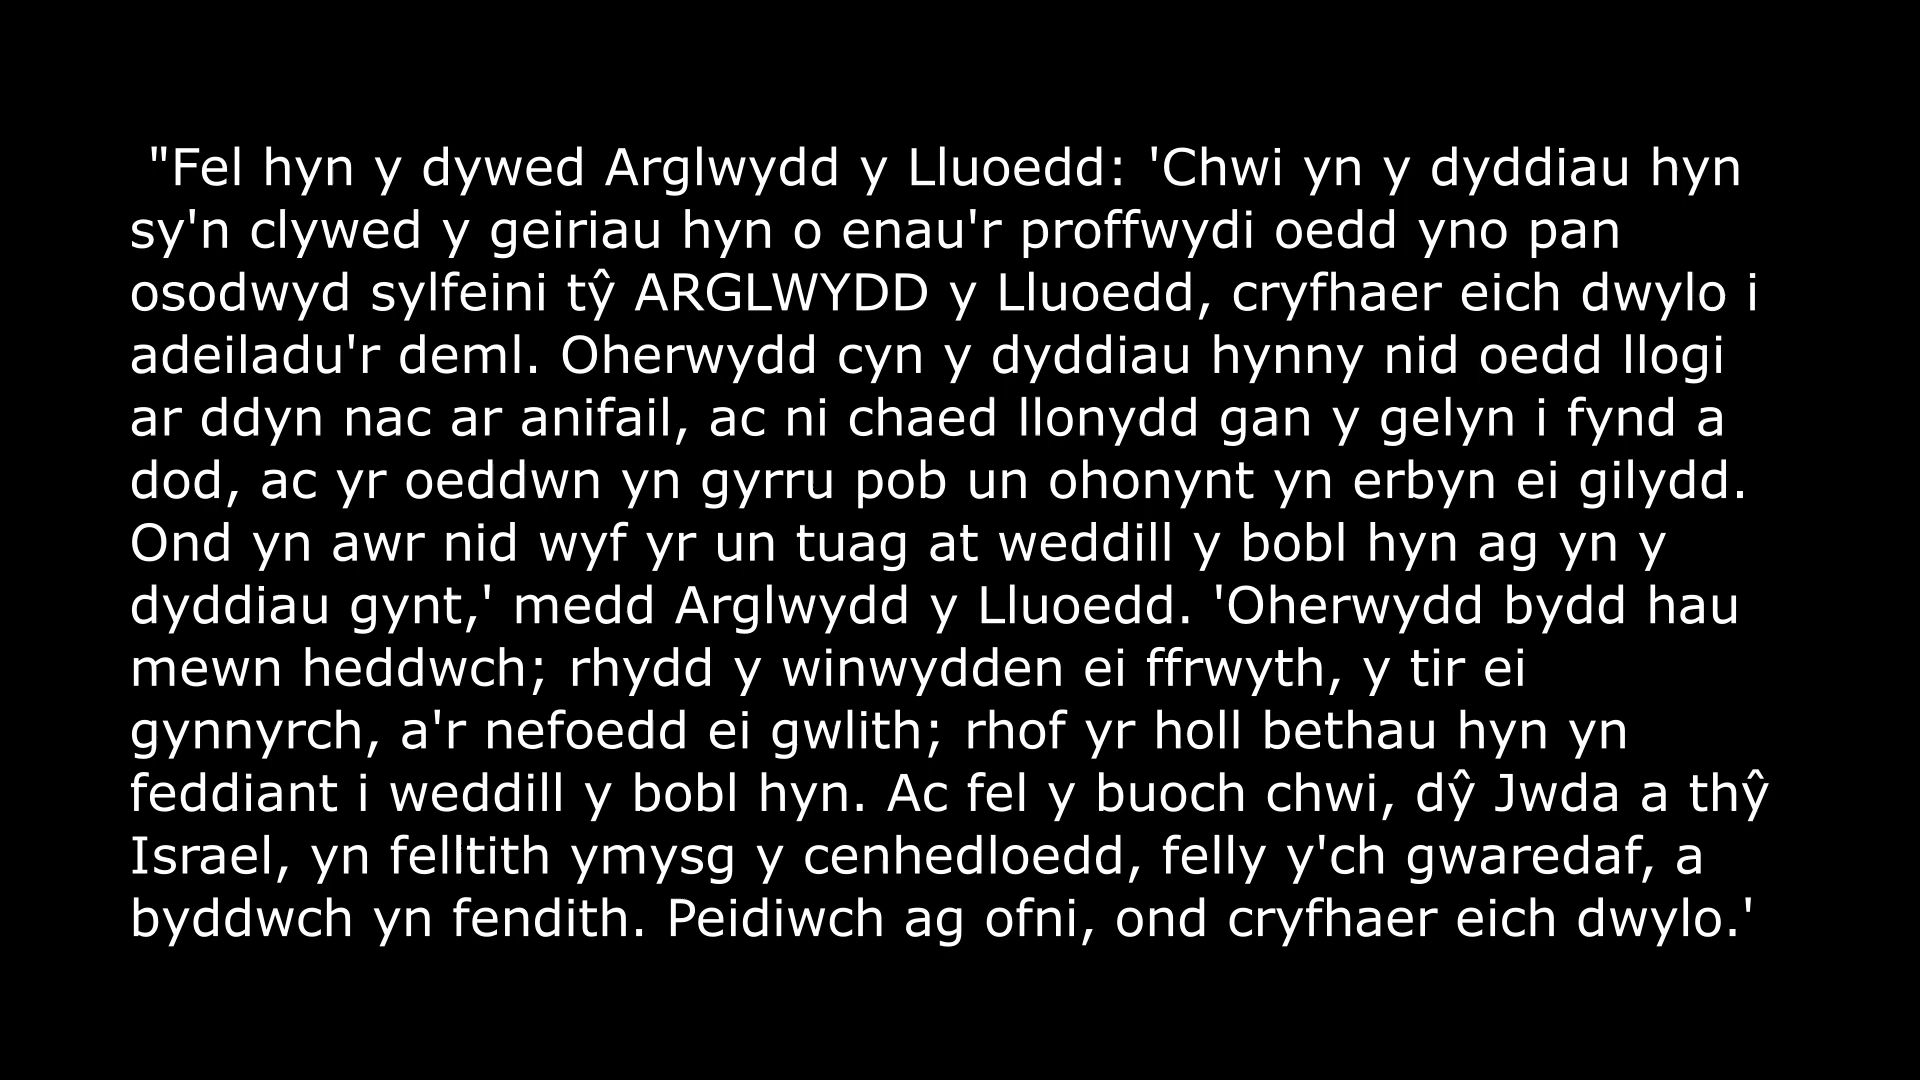 "Fel hyn y dywed Arglwydd y Lluoedd: 'Chwi yn y dyddiau hyn
sy'n clywed y geiriau hyn o enau'r proffwydi oedd yno pan
osodwyd sylfeini tŷ ARGLWYDD y Lluoedd, cryfhaer eich dwylo i
adeiladu'r deml. Oherwydd cyn y dyddiau hynny nid oedd llogi
ar ddyn nac ar anifail, ac ni chaed llonydd gan y gelyn i fynd a
dod, ac yr oeddwn yn gyrru pob un ohonynt yn erbyn ei gilydd.
Ond yn awr nid wyf yr un tuag at weddill y bobl hyn ag yn y
dyddiau gynt,' medd Arglwydd y Lluoedd. 'Oherwydd bydd hau
mewn heddwch; rhydd y winwydden ei ffrwyth, y tir ei
gynnyrch, a'r nefoedd ei gwlith; rhof yr holl bethau hyn yn
feddiant i weddill y bobl hyn. Ac fel y buoch chwi, dŷ Jwda a thŷ
Israel, yn felltith ymysg y cenhedloedd, felly y'ch gwaredaf, a
byddwch yn fendith. Peidiwch ag ofni, ond cryfhaer eich dwylo.'